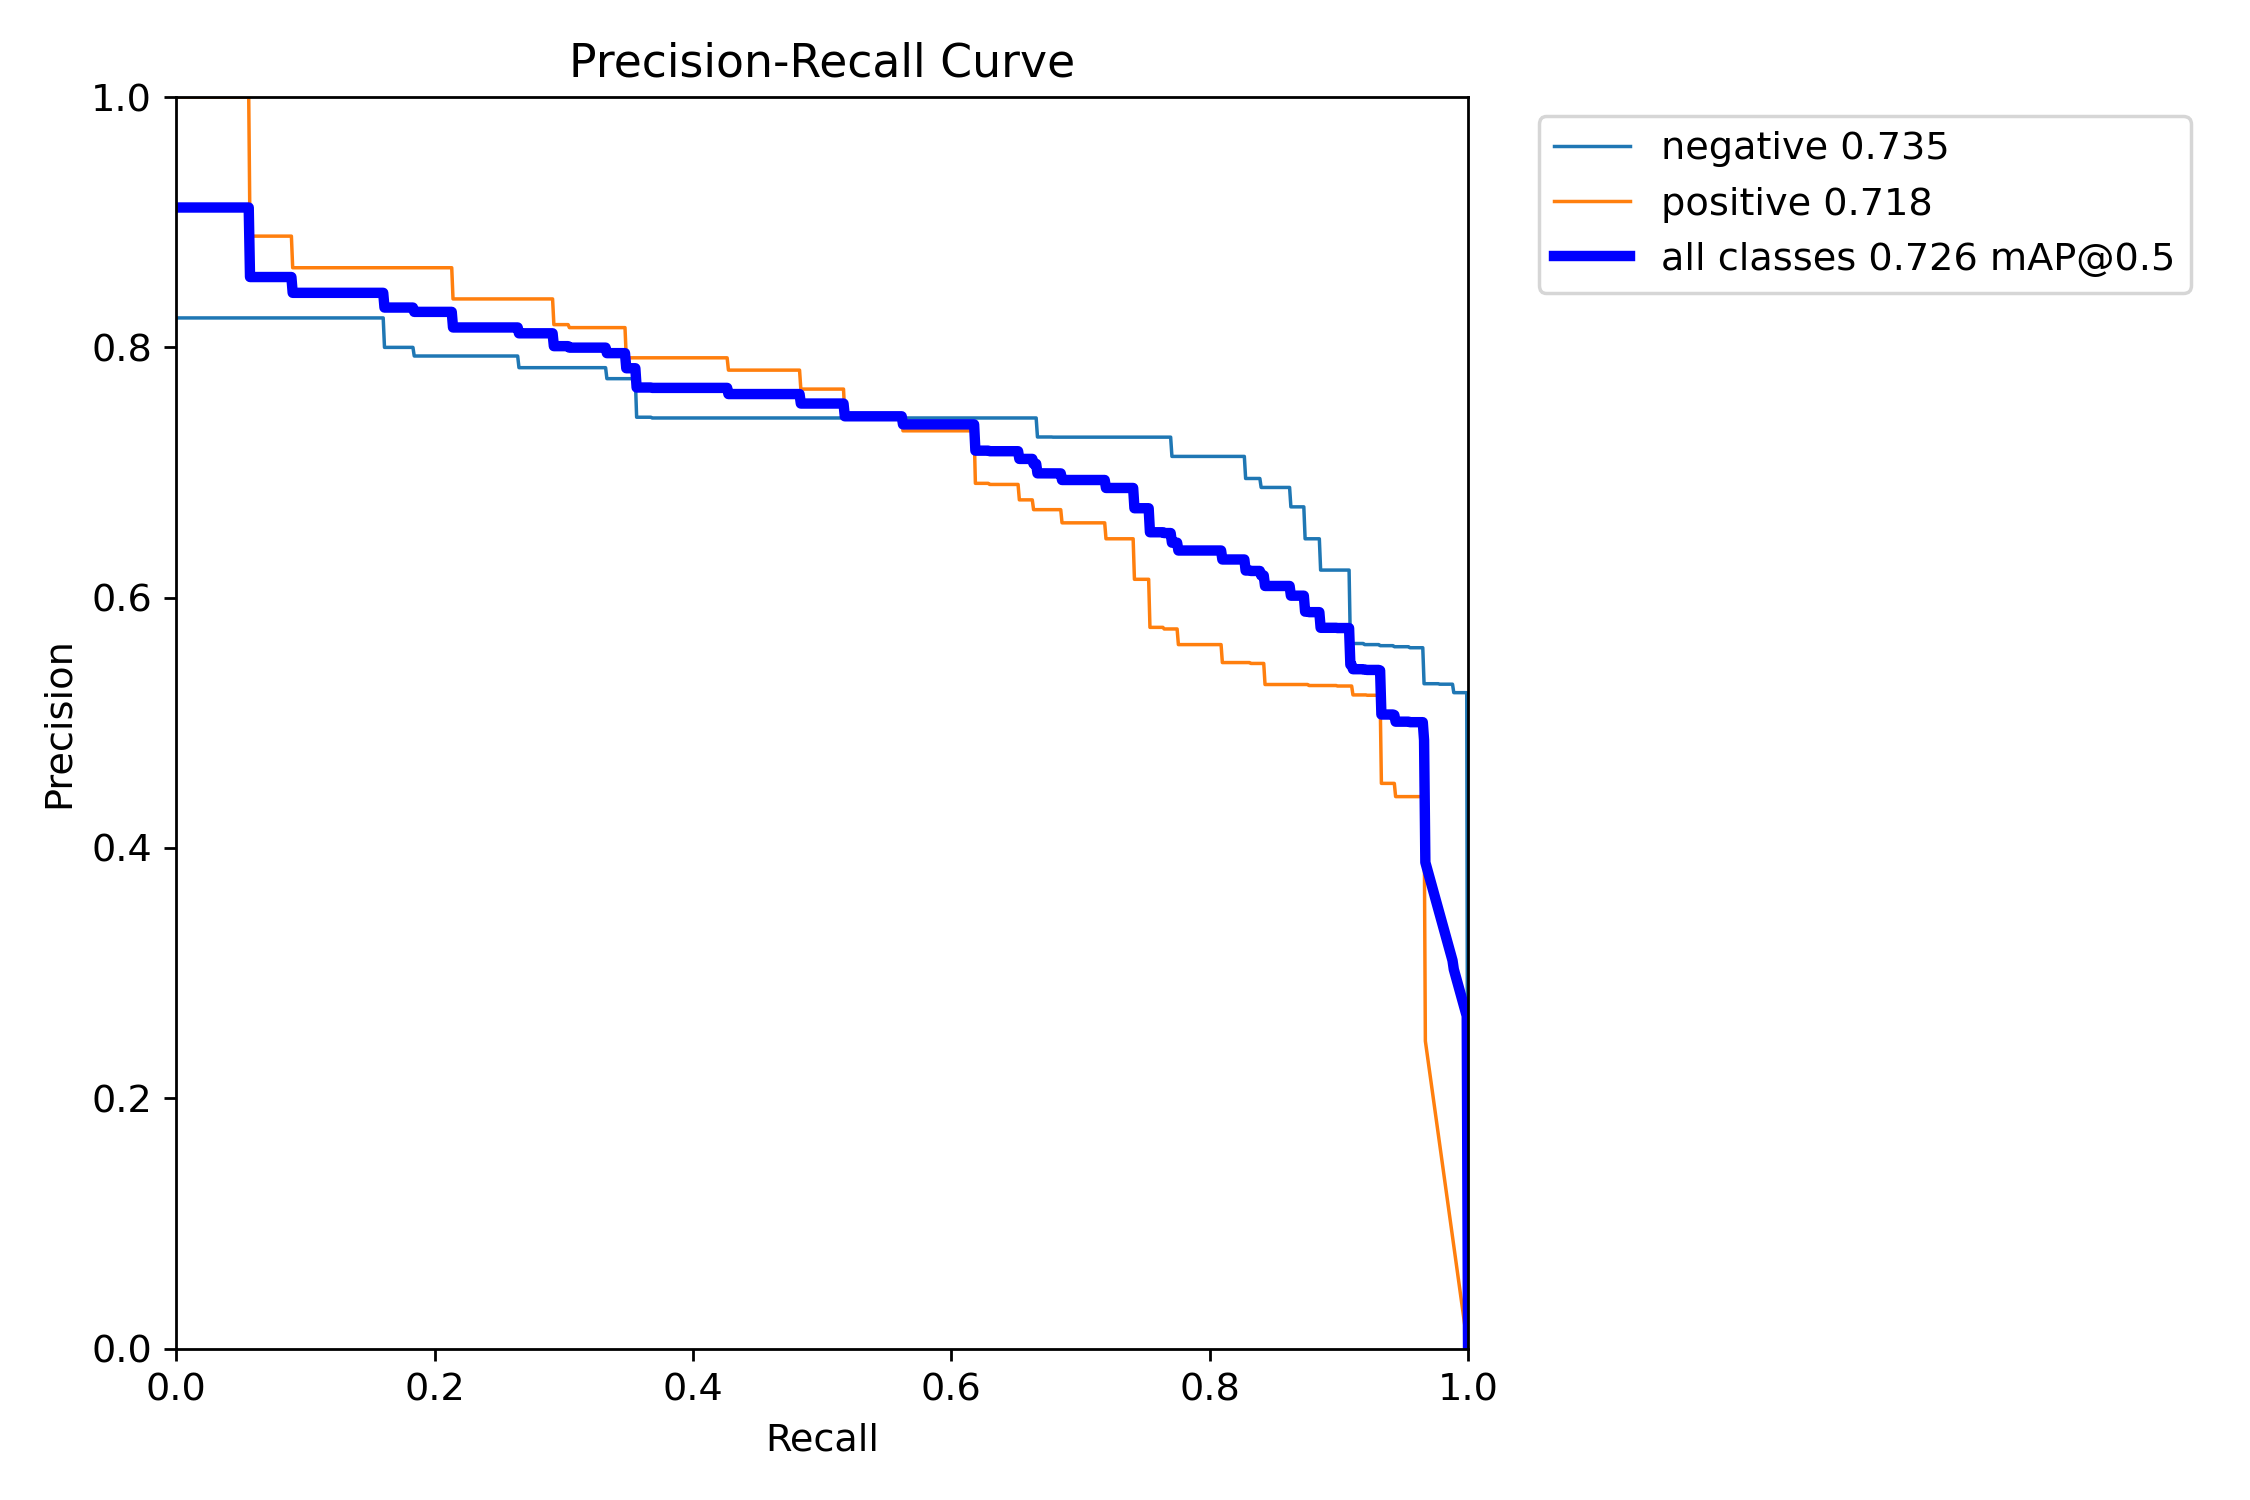 Precision-Recall Curve
1.0
0.8
0.6
0.4
0.2
0.0
Precision
0.0 0.2 0.4 0.6 0.8 1.0
Recall
negative 0.735
positive 0.718
all classes 0.726 mAP@0.5